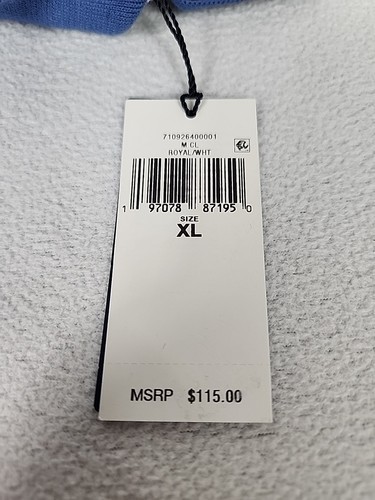 710926400001
M CL
ROYAL/WHT
1 97078 87195 0
SIZE
XL
MSRP $115.00